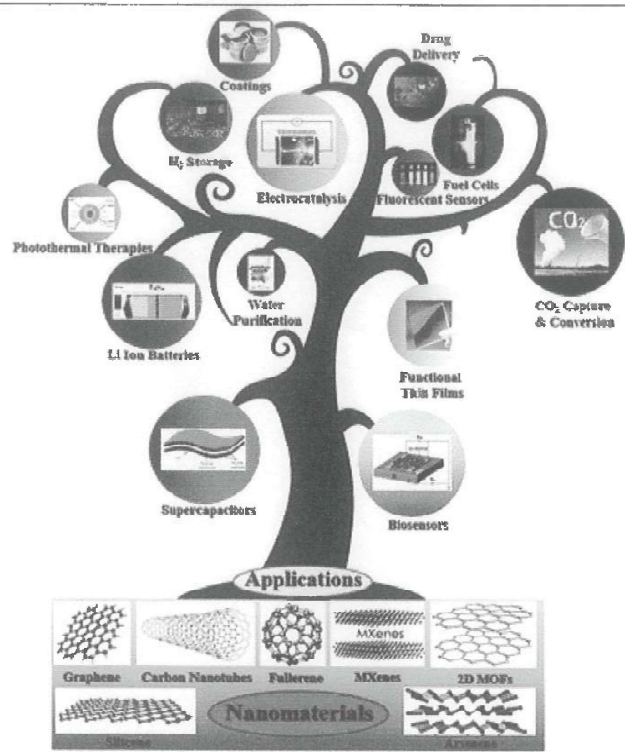 Coatings
Drug
Delivery
H₂ Storage
Electrocatalysis
Fuel Cells
Fluorescent Sensors
Photothermal Therapies
CO₂
Water
Purification
Li Ion Batteries
CO₂ Capture
& Conversion
Functional
Thin Films
Supercapacitors
Biosensors
Applications
MXenes
Graphene
Carbon Nanotubes
Fullerene
MXenes
2D MOFs
Nanomaterials
Silicene
Arsenene